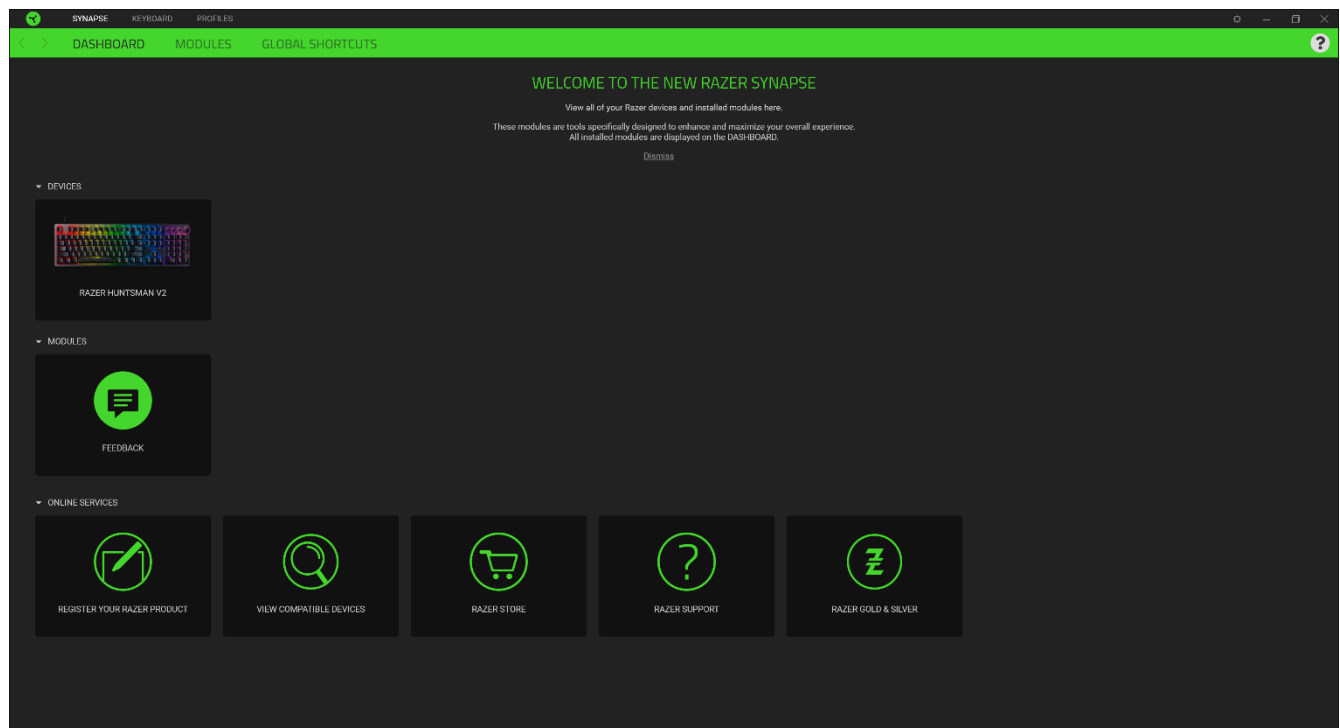 SYNAPSE KEYBOARD PROFILES
DASHBOARD MODULES GLOBAL SHORTCUTS ?
WELCOME TO THE NEW RAZER SYNAPSE
View all of your Razer devices and installed modules here.
These modules are tools specifically designed to enhance and maximize your overall experience.
All installed modules are displayed on the DASHBOARD.
Dismiss
DEVICES
RAZER HUNTSMAN V2
MODULES
FEEDBACK
ONLINE SERVICES
REGISTER YOUR RAZER PRODUCT VIEW COMPATIBLE DEVICES RAZER STORE RAZER SUPPORT RAZER GOLD & SILVER